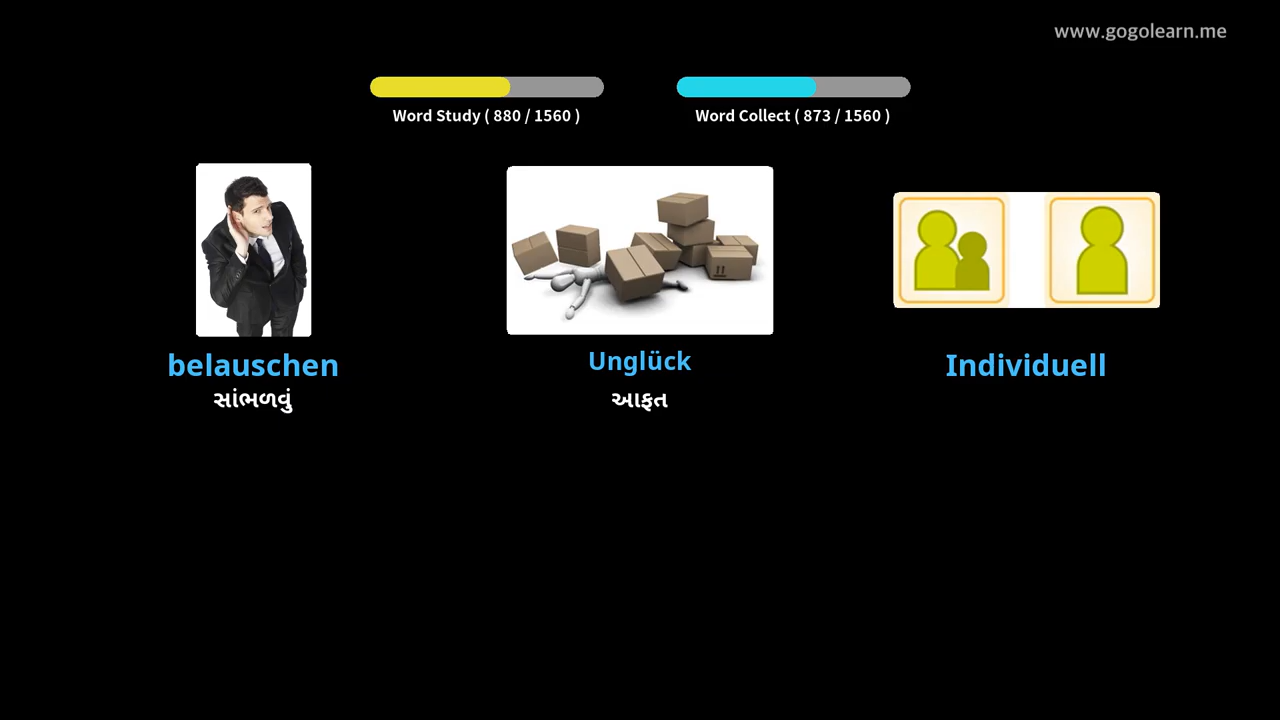 www.gogolearn.me
Word Study ( 880 / 1560 )
Word Collect ( 873 / 1560 )
belauschen
Unglück
Individuell
સાંભળવું
આફત